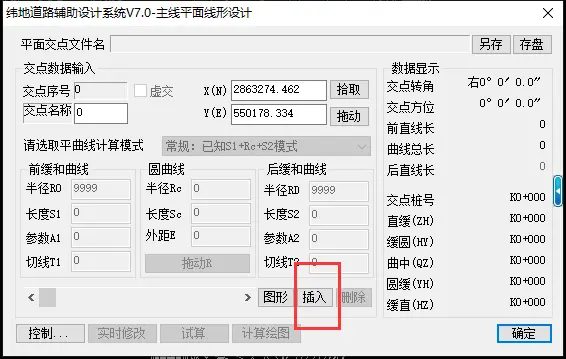 纬地道路辅助设计系统V7.0-主线平面线形设计
平面交点文件名 另存 存盘
交点数据输入
交点序号 0 虚交 X(N) 2863274.462 拾取
交点名称 0 Y(E) 550178.334 拖动
请选取平曲线计算模式 常规：已知S1+Rc+S2模式
前缓和曲线
半径RO 9999
长度S1 0
参数A1 0
切线T1 0
圆曲线
半径Rc 0
长度Sc 0
外距E 0
拖动R
后缓和曲线
半径RD 9999
长度S2 0
参数A2 0
切线T2 0
图形 插入 删除
数据显示
交点转角 右0° 0′ 0.0″
交点方位 0° 0′ 0.0″
前直线长 0
曲线总长 0
后直线长 0
交点桩号 K0+000
直缓(ZH) K0+000
缓圆(HY) K0+000
曲中(QZ) K0+000
圆缓(YH) K0+000
缓直(HZ) K0+000
控制... 实时修改 试算 计算绘图 确定